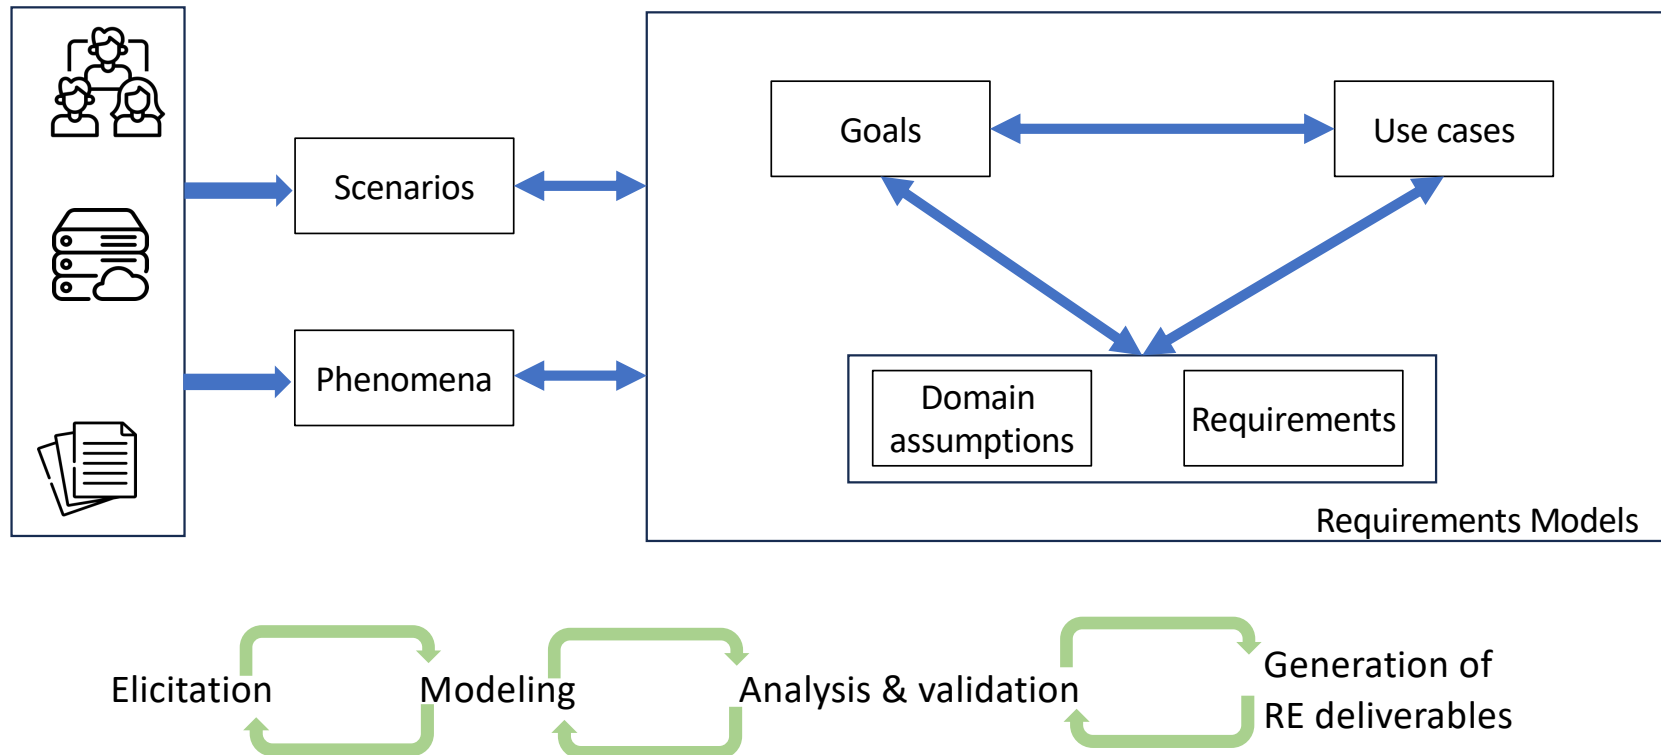 Goals
Use cases
Scenarios
Phenomena
Domain
assumptions
Requirements
Requirements Models
Elicitation
Modeling
Analysis & validation
Generation of
RE deliverables